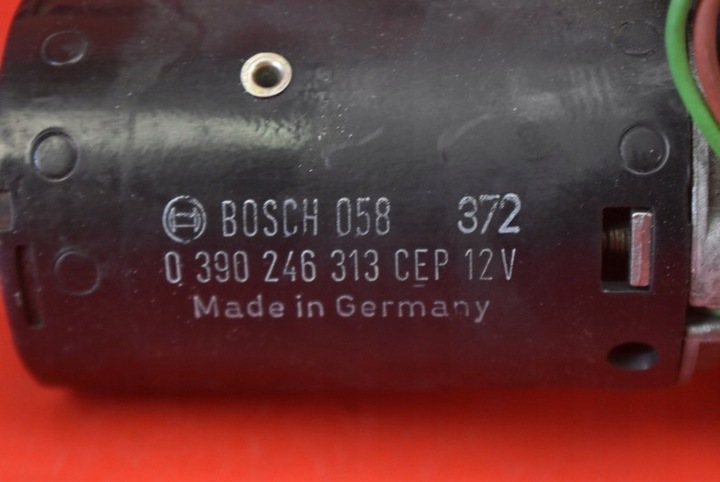 BOSCH 058 372
0 390 246 313 CEP 12V
Made in Germany